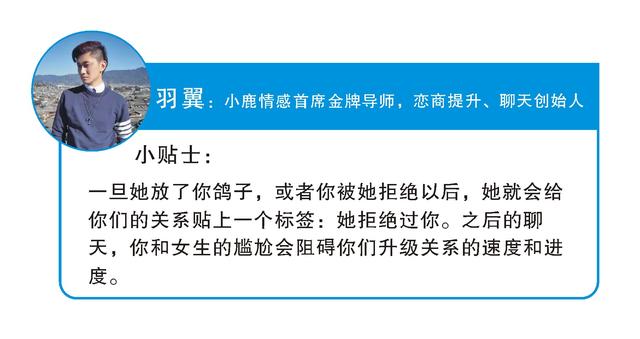 羽翼：小鹿情感首席金牌导师，恋商提升、聊天创始人
小贴士：
一旦她放了你鸽子，或者你被她拒绝以后，她就会给
你们的关系贴上一个标签：她拒绝过你。之后的聊
天，你和女生的尴尬会阻碍你们升级关系的速度和进
度。